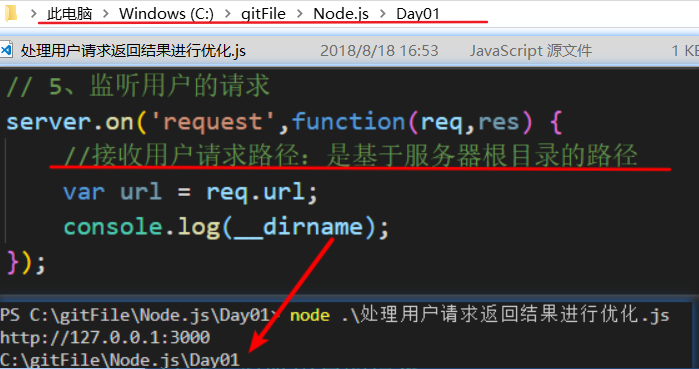 此电脑 > Windows (C:) > gitFile > Node.js > Day01
处理用户请求返回结果进行优化.js 2018/8/18 16:53 JavaScript 源文件 1 KE
// 5、监听用户的请求
server.on('request',function(req,res) {
//接收用户请求路径：是基于服务器根目录的路径
var url = req.url;
console.log(__dirname);
});
PS C:\gitFile\Node.js\Day01> node .\处理用户请求返回结果进行优化.js
http://127.0.0.1:3000
C:\gitFile\Node.js\Day01